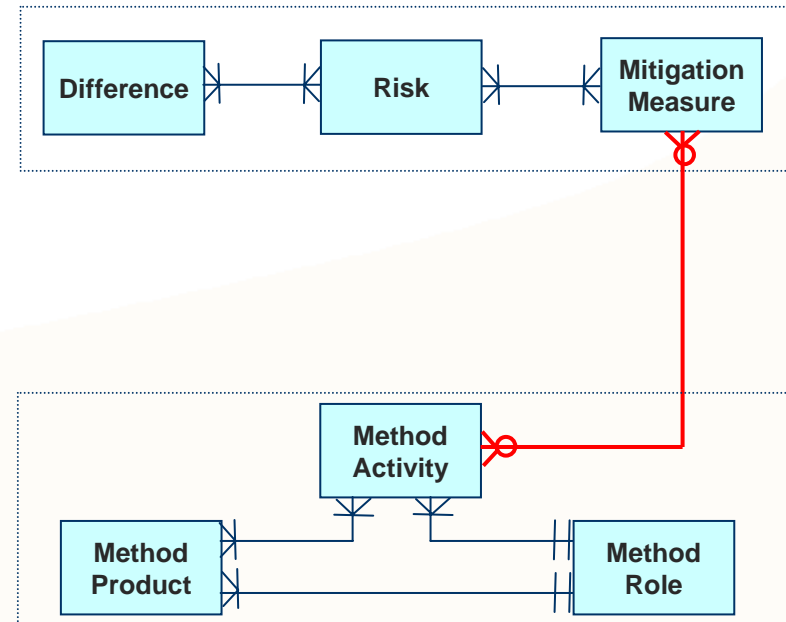 Difference
Risk
Mitigation
Measure
Method
Activity
Method
Product
Method
Role